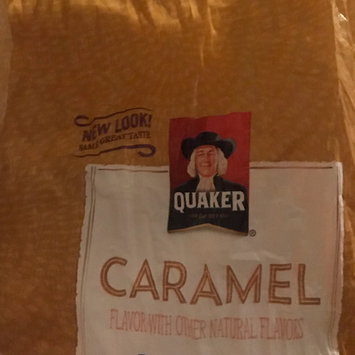 NEW LOOK!
SAME GREAT TASTE
QUAKER
®
CARAMEL
FLAVOR WITH OTHER NATURAL FLAVORS